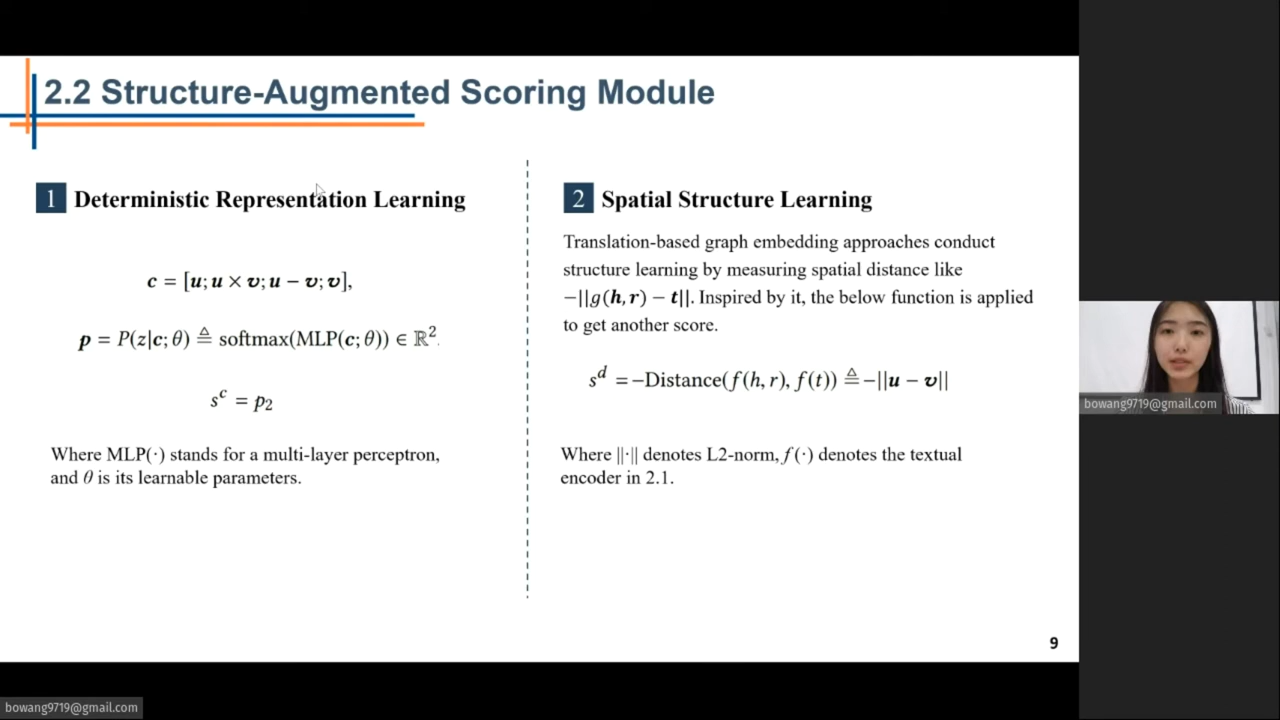 2.2 Structure-Augmented Scoring Module
1 Deterministic Representation Learning
c = [u; u × v; u − v; v],
p = P(z|c; θ) ≜ softmax(MLP(c; θ)) ∈ ℝ².
sᶜ = p₂
Where MLP(·) stands for a multi-layer perceptron,
and θ is its learnable parameters.
2 Spatial Structure Learning
Translation-based graph embedding approaches conduct
structure learning by measuring spatial distance like
−||g(h, r) − t||. Inspired by it, the below function is applied
to get another score.
sᵈ = −Distance(f(h, r), f(t)) ≜ −||u − v||
Where ||·|| denotes L2-norm, f(·) denotes the textual
encoder in 2.1.
9
bowang9719@gmail.com
bowang9719@gmail.com